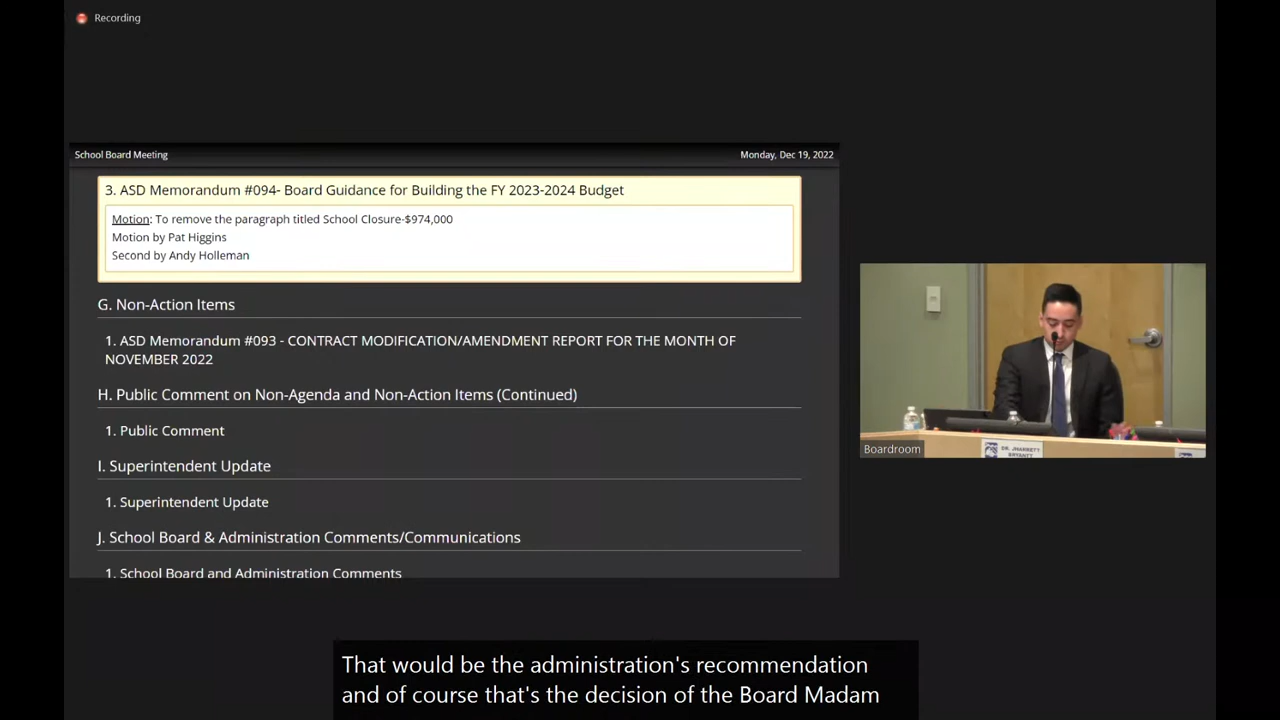 Recording
School Board Meeting
Monday, Dec 19, 2022
3. ASD Memorandum #094- Board Guidance for Building the FY 2023-2024 Budget
Motion: To remove the paragraph titled School Closure-$974,000
Motion by Pat Higgins
Second by Andy Holleman
G. Non-Action Items
1. ASD Memorandum #093 - CONTRACT MODIFICATION/AMENDMENT REPORT FOR THE MONTH OF
NOVEMBER 2022
H. Public Comment on Non-Agenda and Non-Action Items (Continued)
1. Public Comment
I. Superintendent Update
1. Superintendent Update
J. School Board & Administration Comments/Communications
1. School Board and Administration Comments
DR. JHARRETT
BRYANTT
Boardroom
That would be the administration's recommendation
and of course that's the decision of the Board Madam